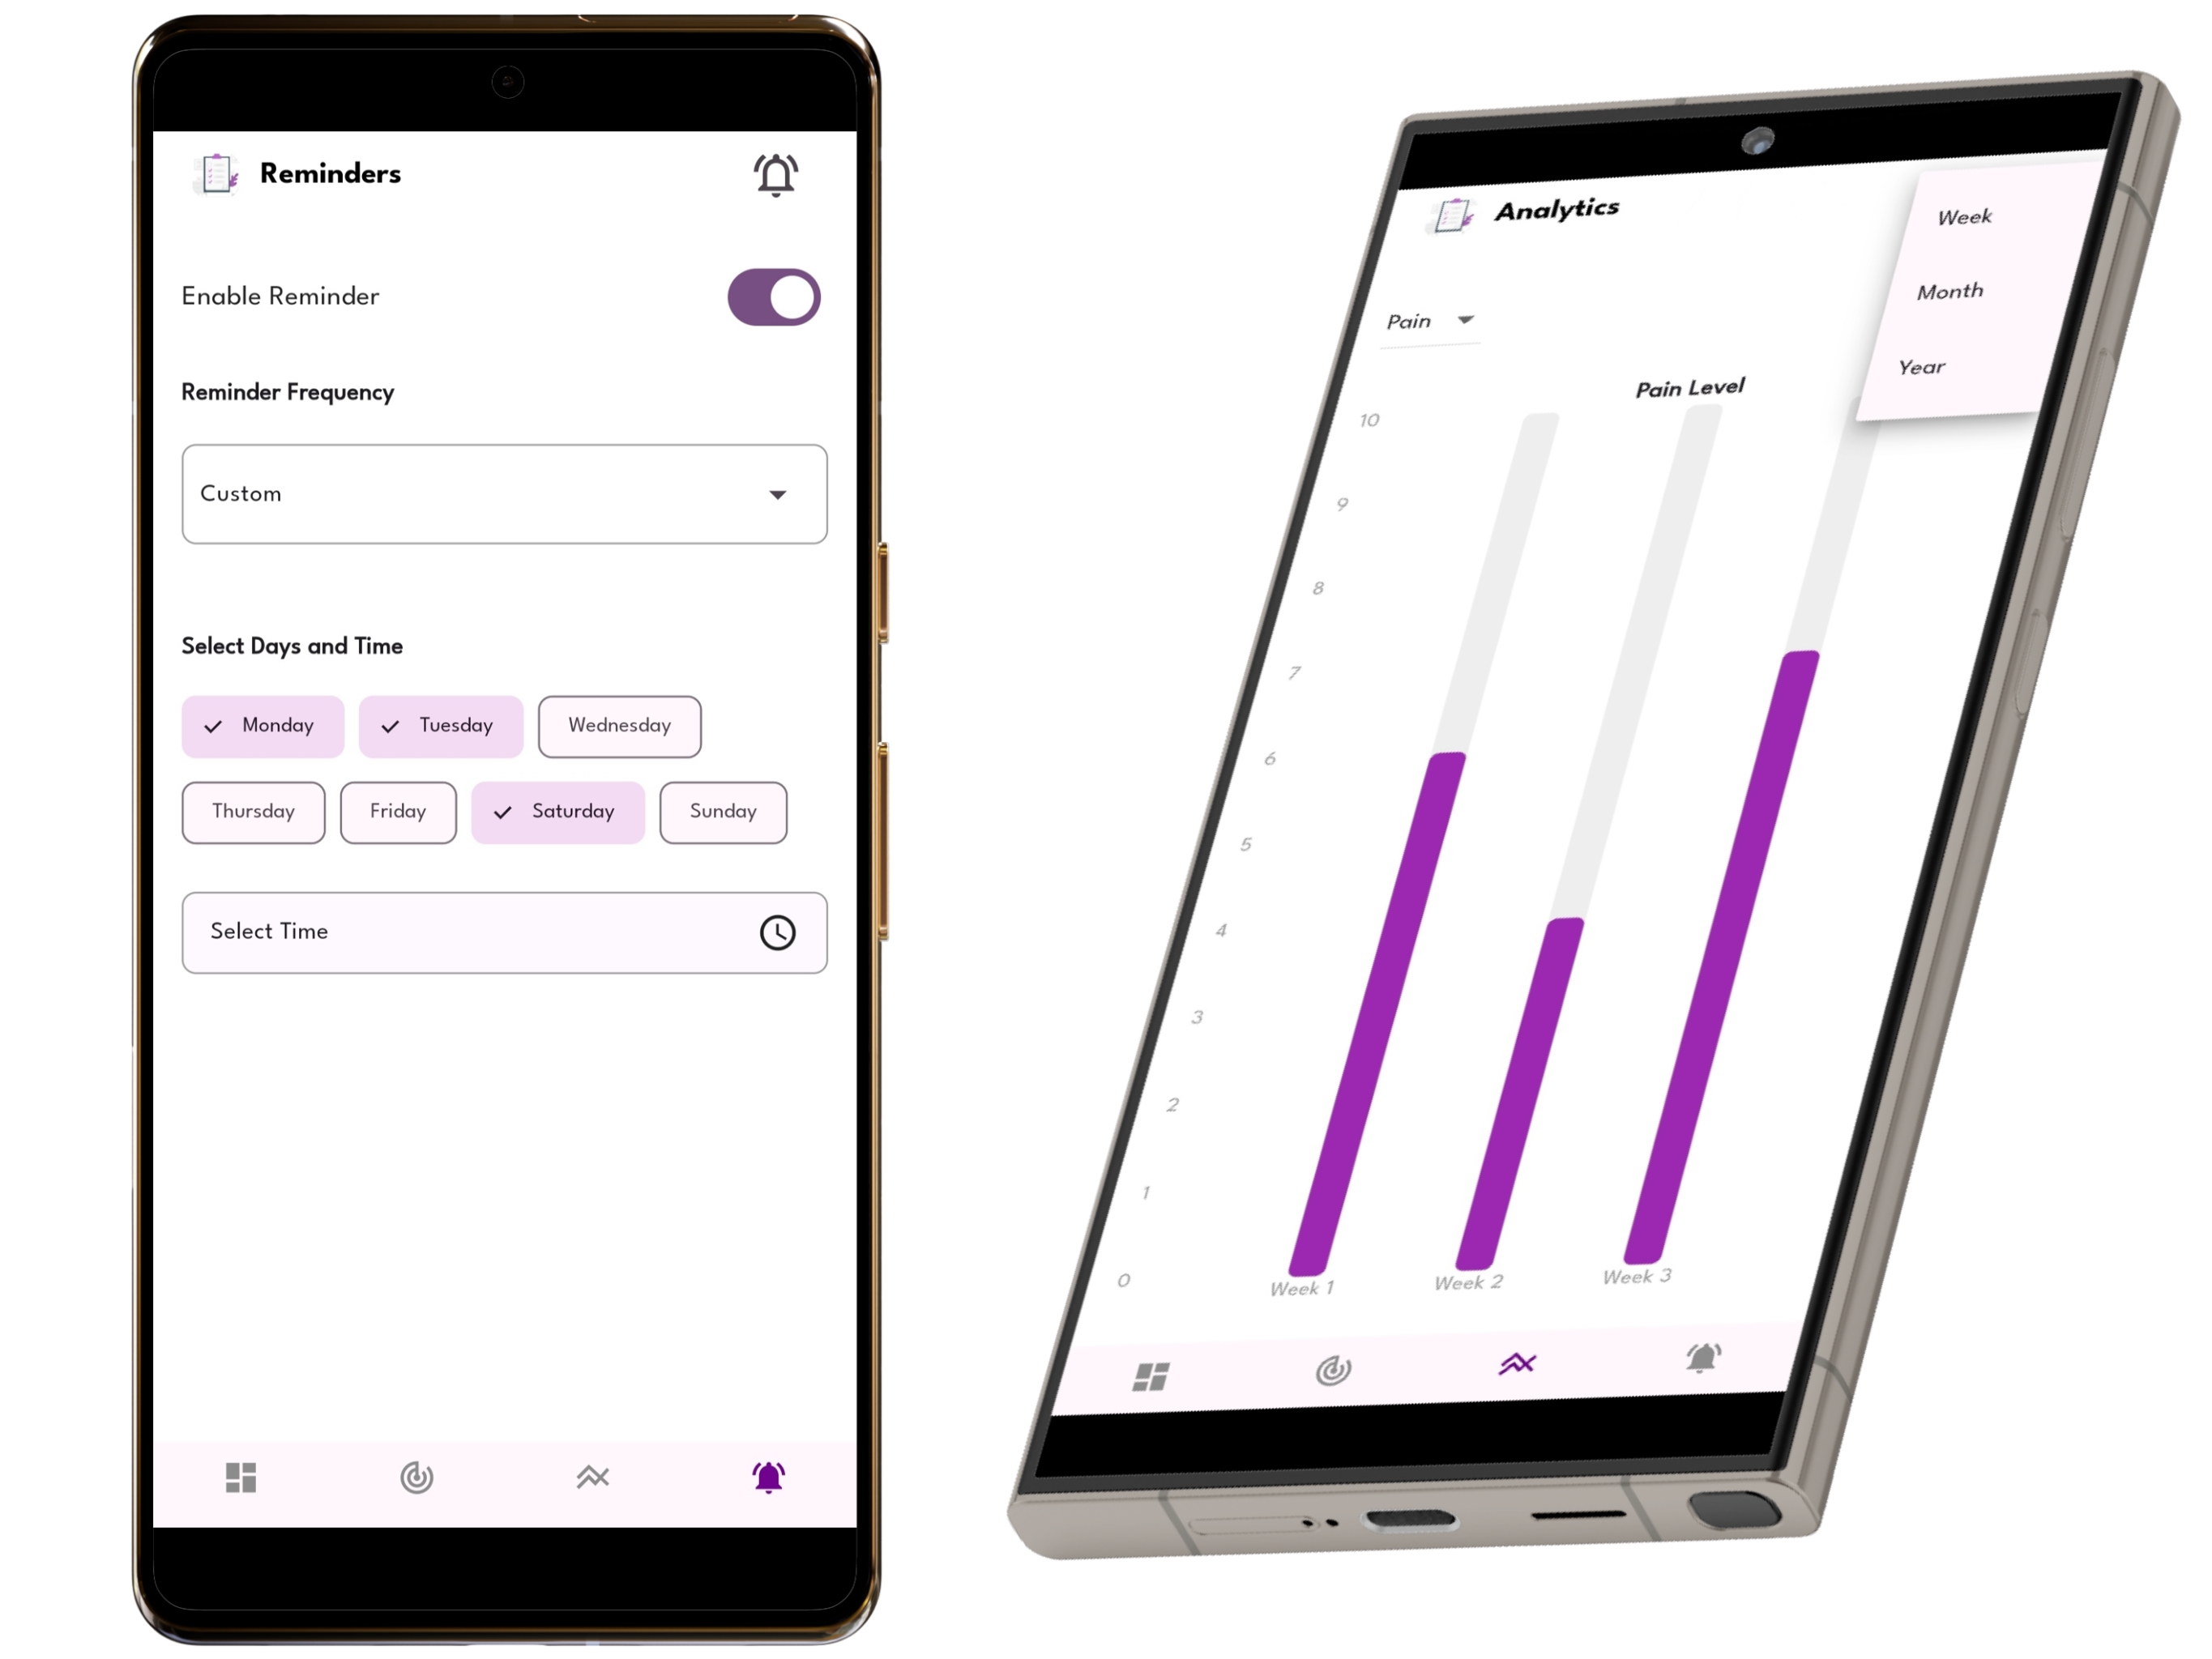 Reminders
Enable Reminder
Reminder Frequency
Custom
Select Days and Time
Monday Tuesday Wednesday
Thursday Friday Saturday Sunday
Select Time
Analytics
Week
Month
Year
Pain
Pain Level
10
9
8
7
6
5
4
3
2
1
0
Week 1 Week 2 Week 3